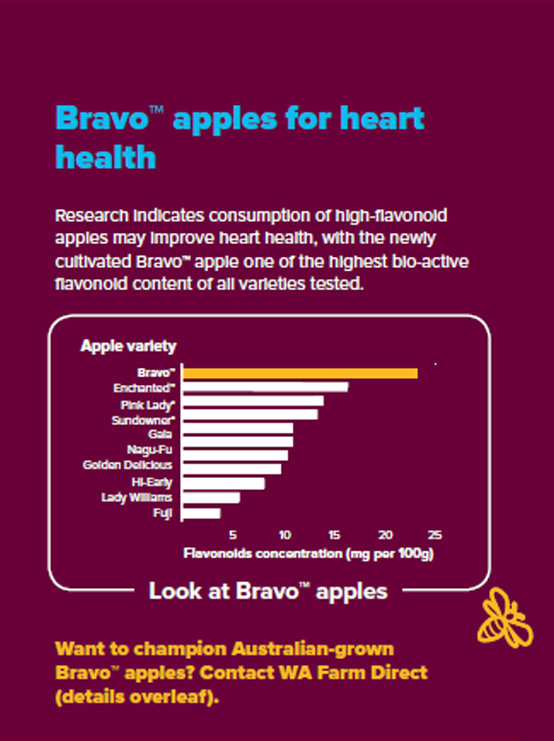 Bravo™ apples for heart
health
Research indicates consumption of high-flavonoid
apples may improve heart health, with the newly
cultivated Bravo™ apple one of the highest bio-active
flavonoid content of all varieties tested.
Apple variety
Bravo™
Enchanted™
Pink Lady®
Sundowner®
Gala
Nagu-Fu
Golden Delicious
Hi-Early
Lady Williams
Fuji
5 10 15 20 25
Flavonoids concentration (mg per 100g)
Look at Bravo™ apples
Want to champion Australian-grown
Bravo™ apples? Contact WA Farm Direct
(details overleaf).